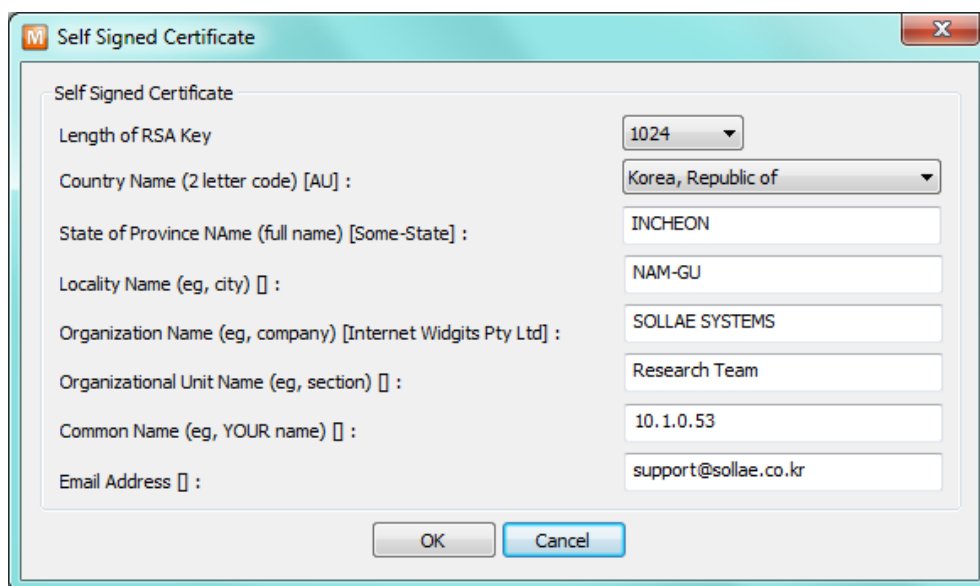 M Self Signed Certificate X
Self Signed Certificate
Length of RSA Key 1024
Country Name (2 letter code) [AU] : Korea, Republic of
State of Province NAme (full name) [Some-State] : INCHEON
Locality Name (eg, city) [] : NAM-GU
Organization Name (eg, company) [Internet Widgits Pty Ltd] : SOLLAE SYSTEMS
Organizational Unit Name (eg, section) [] : Research Team
Common Name (eg, YOUR name) [] : 10.1.0.53
Email Address [] : support@sollae.co.kr
OK Cancel